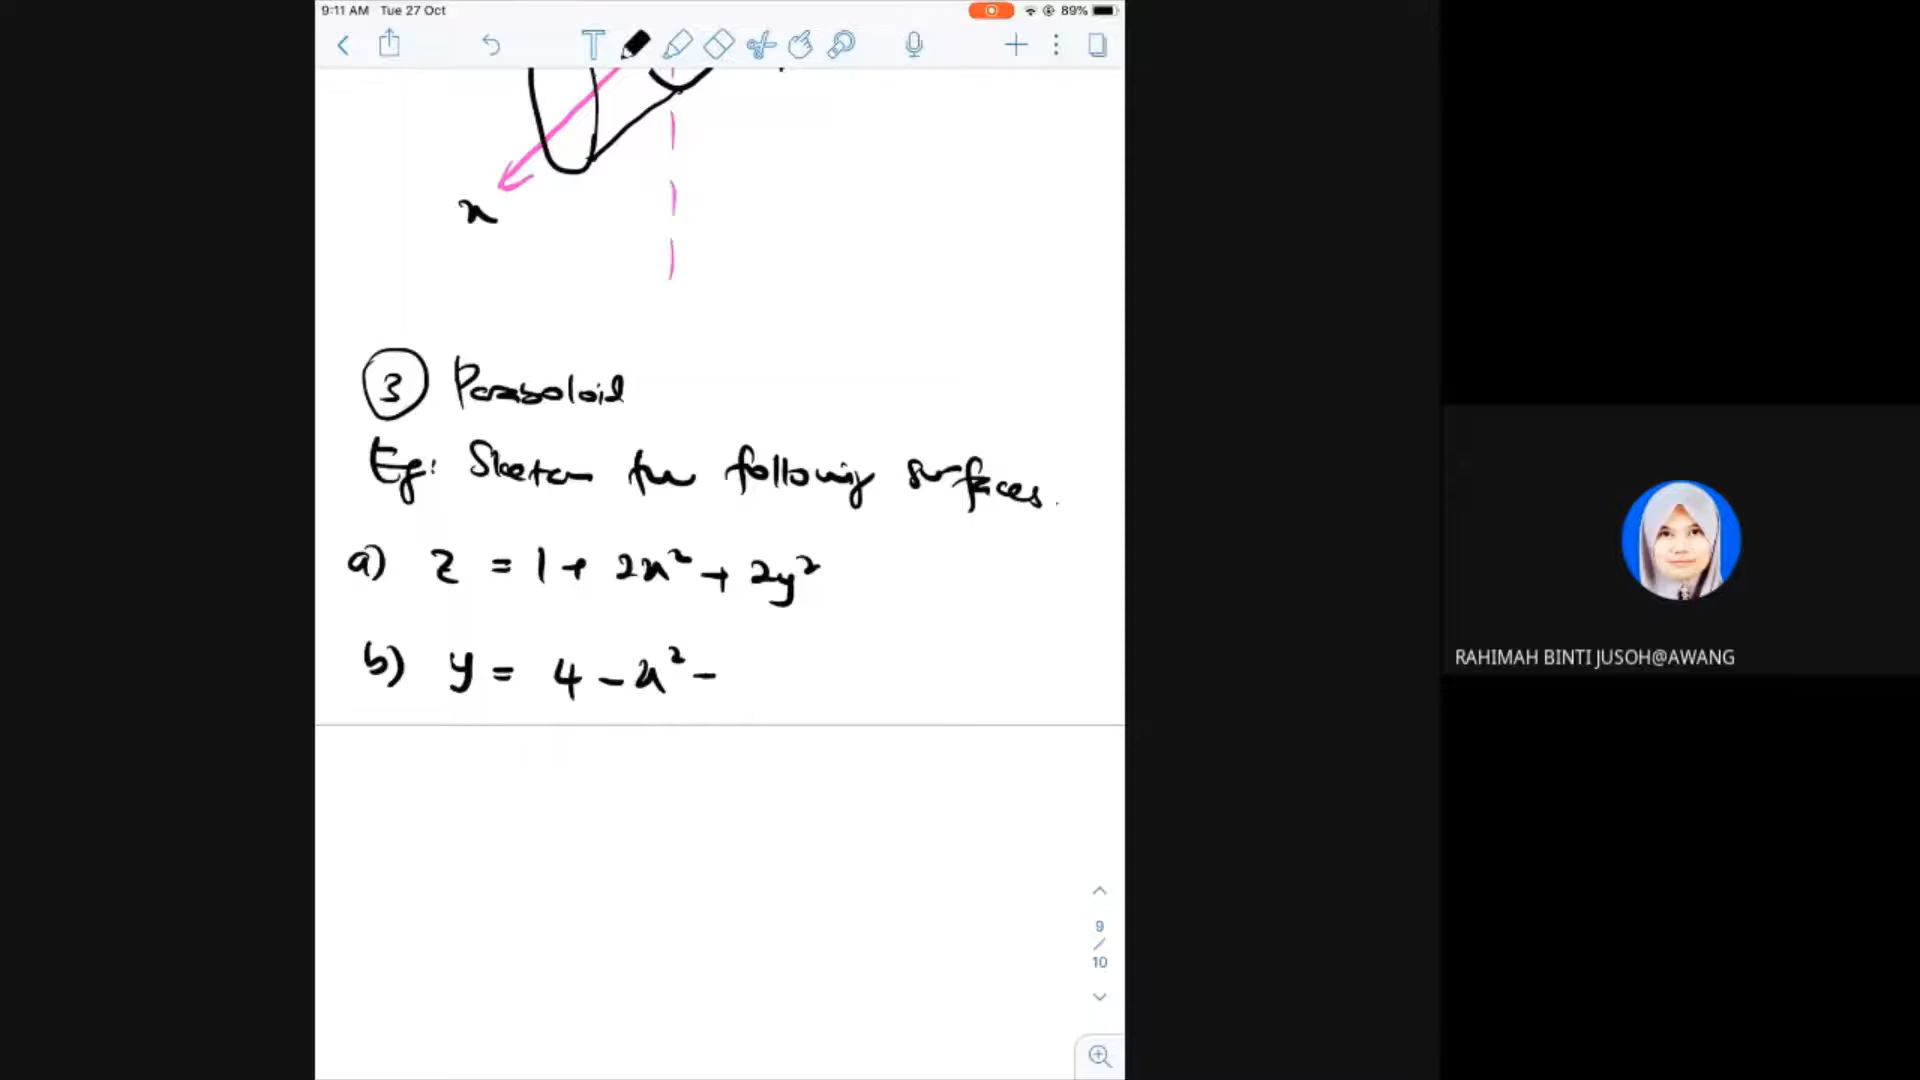 9:11 AM Tue 27 Oct
89%
T
x
3 Paraboloid
Eg: Sketch the following surfaces.
a) z = 1 + 2x² + 2y²
b) y = 4 - x² -
RAHIMAH BINTI JUSOH@AWANG
9
/
10